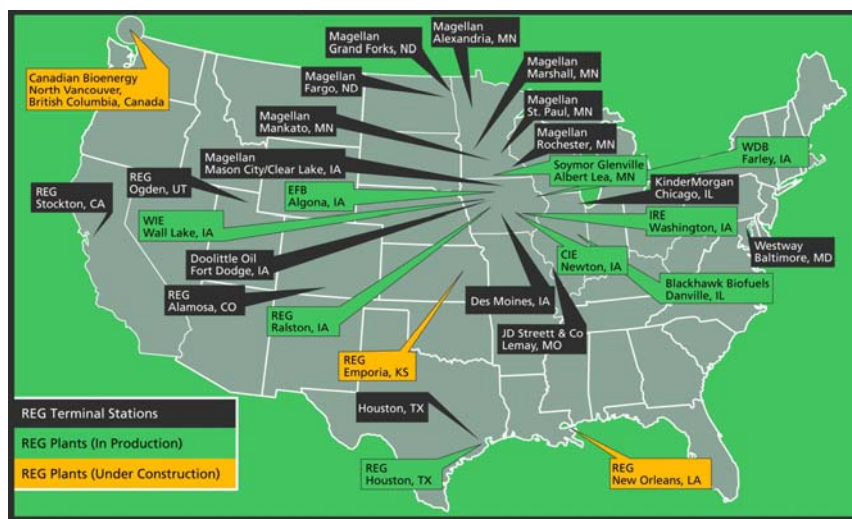 Magellan
Alexandria, MN
Magellan
Grand Forks, ND
Magellan
Marshall, MN
Canadian Bioenergy
North Vancouver,
British Columbia, Canada
Magellan
Fargo, ND
Magellan
St. Paul, MN
Magellan
Mankato, MN
Magellan
Rochester, MN
WDB
Farley, IA
Magellan
Mason City/Clear Lake, IA
Soymor Glenville
Albert Lea, MN
REG
Stockton, CA
REG
Ogden, UT
EFB
Algona, IA
KinderMorgan
Chicago, IL
WIE
Wall Lake, IA
IRE
Washington, IA
Doolittle Oil
Fort Dodge, IA
CIE
Newton, IA
Westway
Baltimore, MD
REG
Alamosa, CO
Blackhawk Biofuels
Danville, IL
REG
Ralston, IA
Des Moines, IA
JD Streett & Co
Lemay, MO
REG
Emporia, KS
Houston, TX
REG Terminal Stations
REG Plants (In Production)
REG Plants (Under Construction)
REG
Houston, TX
REG
New Orleans, LA